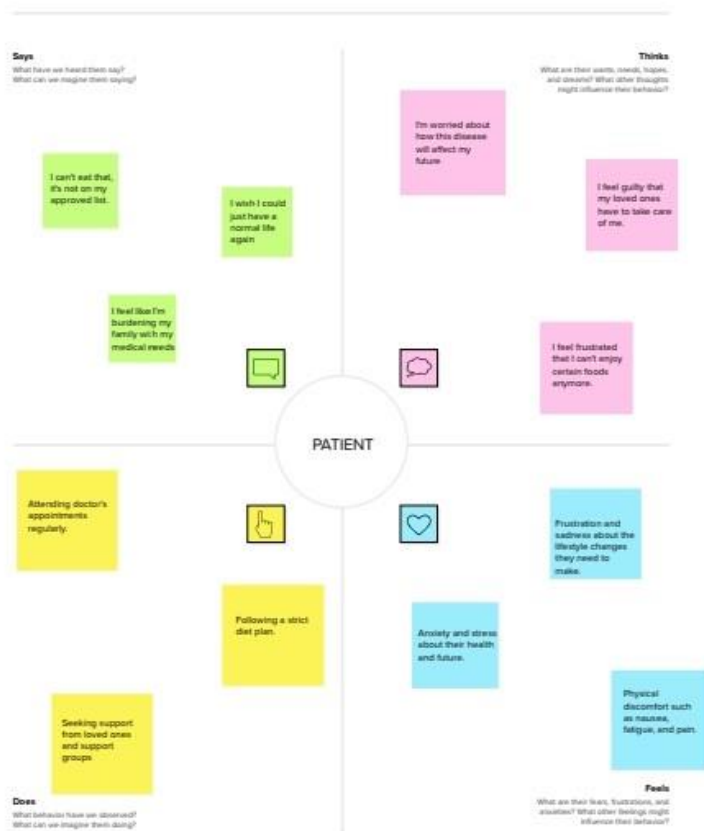 Says
What have we heard them say?
What can we imagine them saying?
Thinks
What are their wants, needs, hopes,
and dreams? What other thoughts
might influence their behavior?
I can't eat that,
it's not on my
approved list.
I wish I could
just have a
normal life
again
I feel like I'm
burdening my
family with my
medical needs
I'm worried about
how this disease
will affect my
future
I feel guilty that
my loved ones
have to take care
of me.
I feel frustrated
that I can't enjoy
certain foods
anymore.
PATIENT
Attending doctor's
appointments
regularly.
Following a strict
diet plan.
Seeking support
from loved ones
and support
groups
Frustration and
sadness about the
lifestyle changes
they need to
make.
Anxiety and stress
about their health
and future.
Physical
discomfort such
as nausea,
fatigue, and pain.
Does
What behavior have we observed?
What can we imagine them doing?
Feels
What are their fears, frustrations, and
anxieties? What other feelings might
influence their behavior?